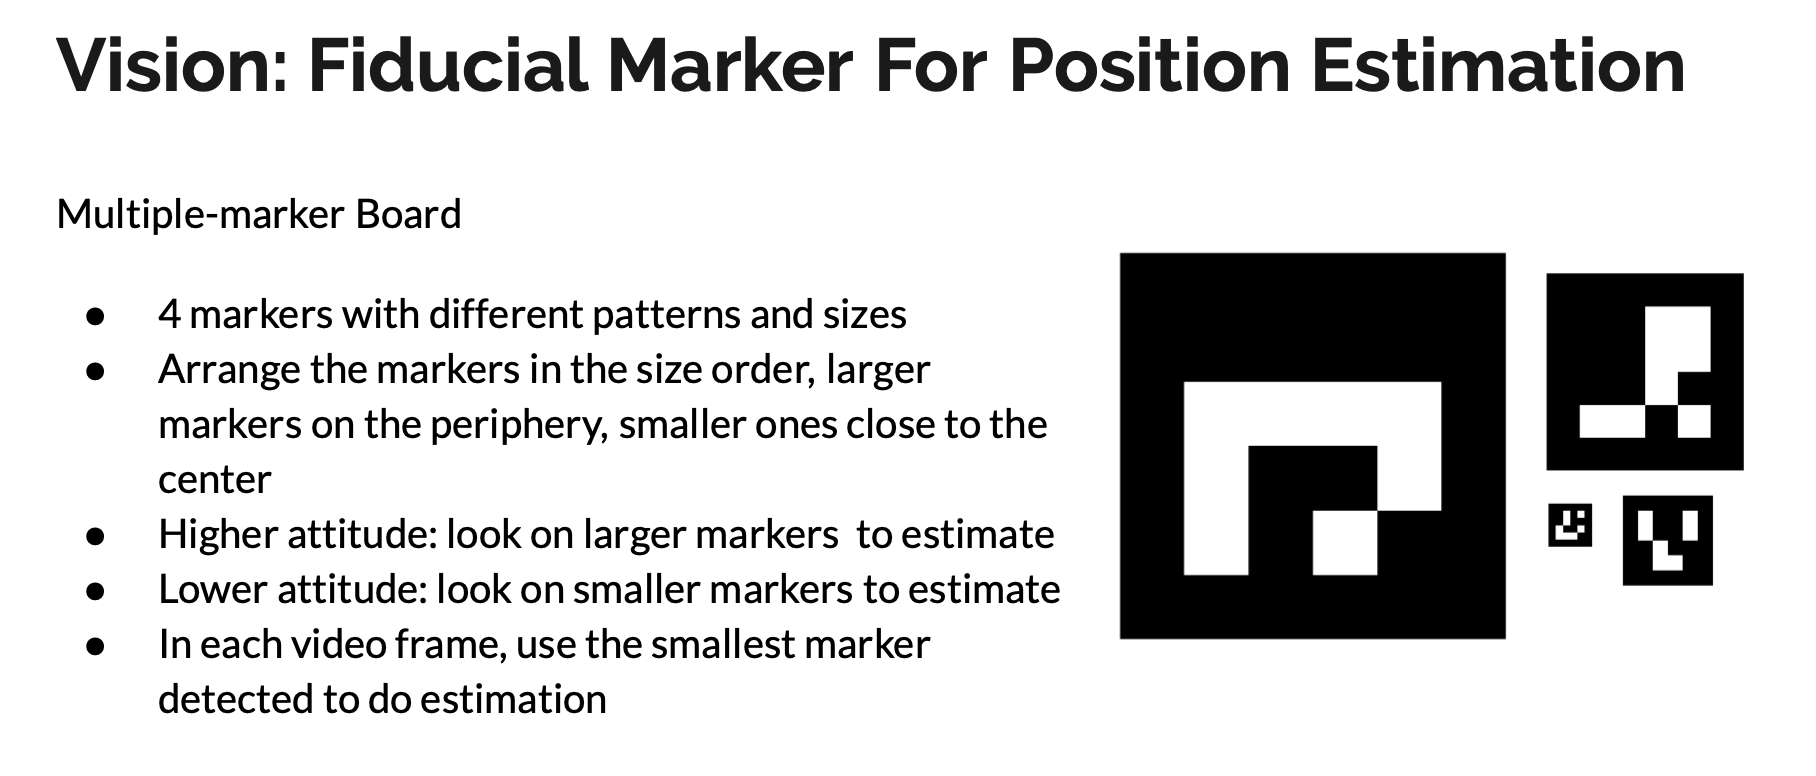 Vision: Fiducial Marker For Position Estimation
Multiple-marker Board
● 4 markers with different patterns and sizes
● Arrange the markers in the size order, larger
markers on the periphery, smaller ones close to the
center
● Higher attitude: look on larger markers  to estimate
● Lower attitude: look on smaller markers to estimate
● In each video frame, use the smallest marker
detected to do estimation